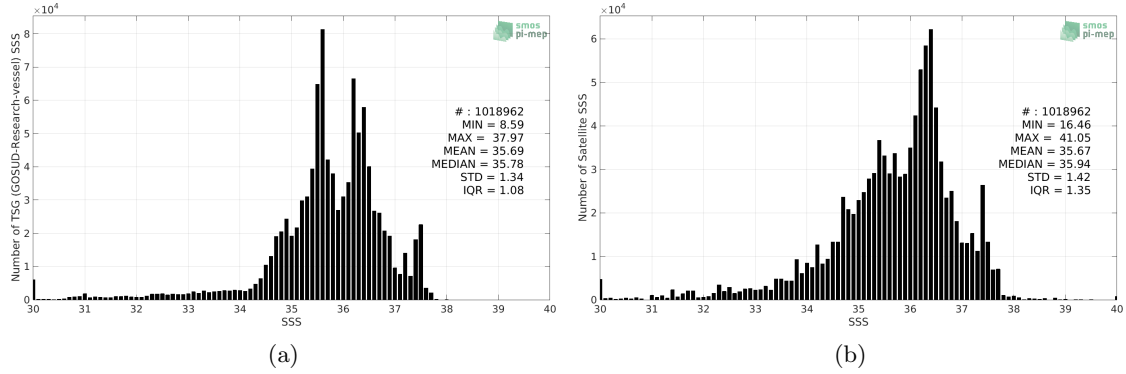 ×10⁴
Number of TSG (GOSUD-Research-vessel) SSS
8
7
6
5
4
3
2
1
0
30 31 32 33 34 35 36 37 38 39 40
SSS
smos
pi-mep
# : 1018962
MIN = 8.59
MAX = 37.97
MEAN = 35.69
MEDIAN = 35.78
STD = 1.34
IQR = 1.08
(a)
×10⁴
Number of Satellite SSS
6
5
4
3
2
1
0
30 31 32 33 34 35 36 37 38 39 40
SSS
smos
pi-mep
# : 1018962
MIN = 16.46
MAX = 41.05
MEAN = 35.67
MEDIAN = 35.94
STD = 1.42
IQR = 1.35
(b)